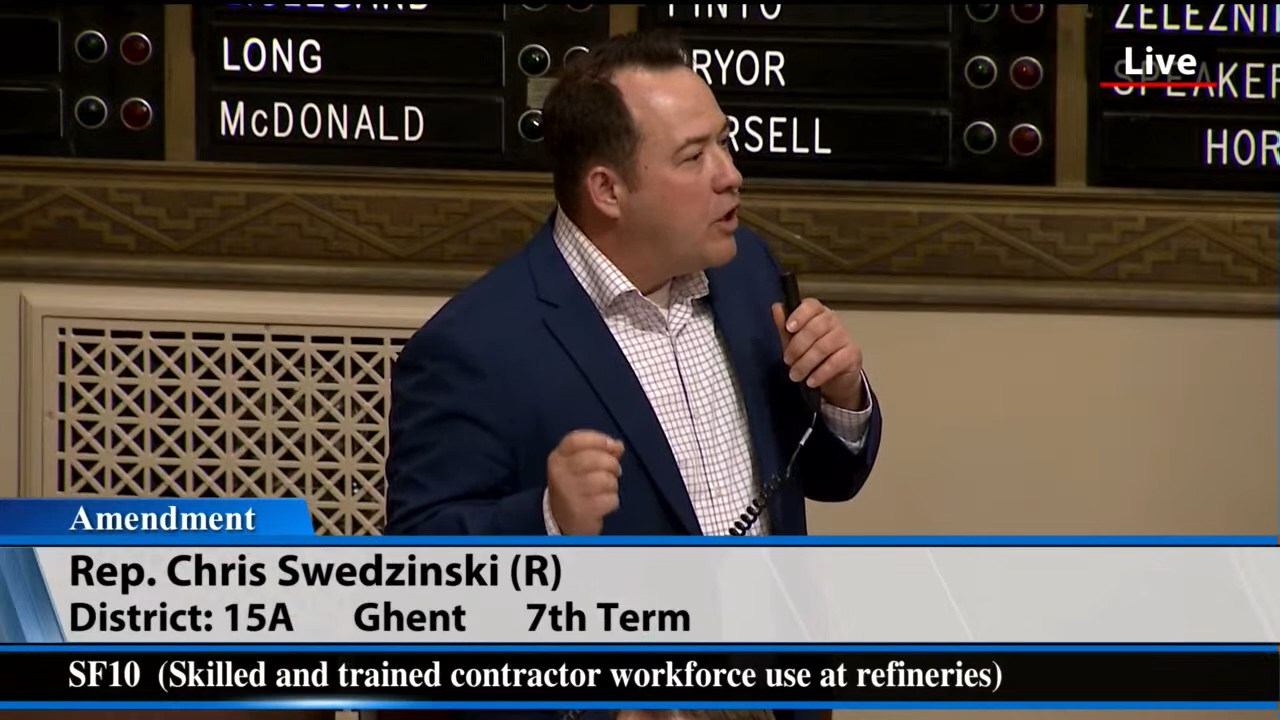 LONG
McDONALD
PINTO
RYOR
RSELL
Live
SPEAKER
HOR
Amendment
Rep. Chris Swedzinski (R)
District: 15A Ghent 7th Term
SF10 (Skilled and trained contractor workforce use at refineries)